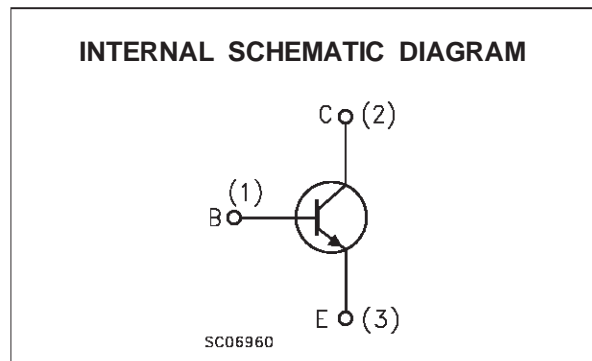 INTERNAL SCHEMATIC DIAGRAM
C (2)
(1)
B
E (3)
SC06960